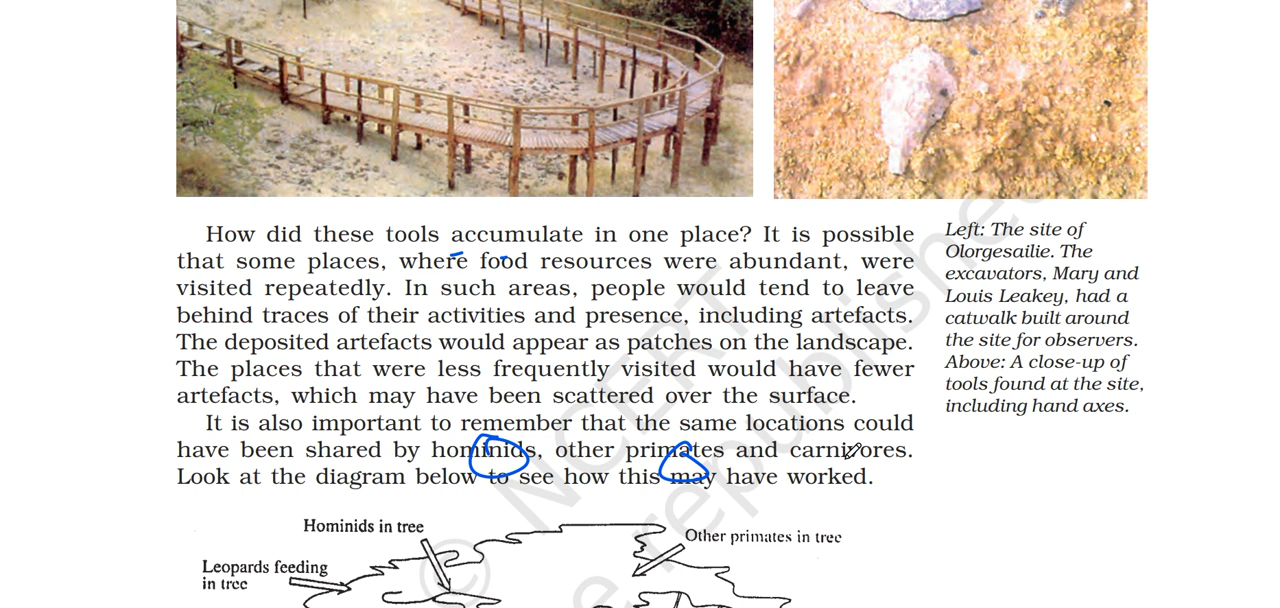 How did these tools accumulate in one place? It is possible
that some places, where food resources were abundant, were
visited repeatedly. In such areas, people would tend to leave
behind traces of their activities and presence, including artefacts.
The deposited artefacts would appear as patches on the landscape.
The places that were less frequently visited would have fewer
artefacts, which may have been scattered over the surface.
It is also important to remember that the same locations could
have been shared by hominids, other primates and carnivores.
Look at the diagram below to see how this may have worked.
Left: The site of
Olorgesailie. The
excavators, Mary and
Louis Leakey, had a
catwalk built around
the site for observers.
Above: A close-up of
tools found at the site,
including hand axes.
Hominids in tree
Other primates in tree
Leopards feeding
in tree
© NCERT
be republished